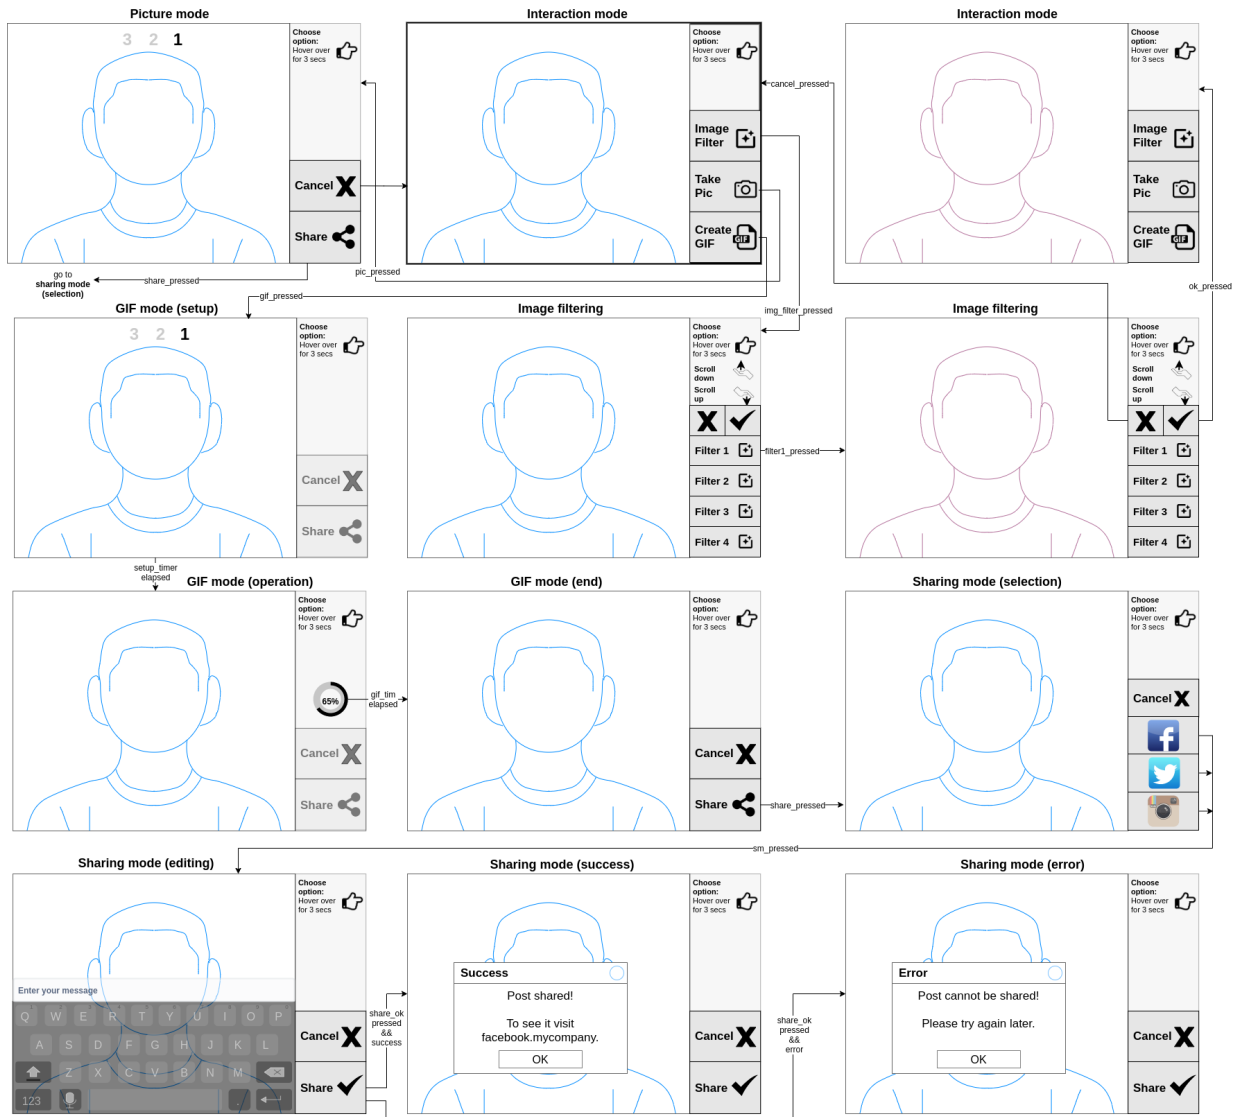 Picture mode
3 2 1
Choose
option:
Hover over
for 3 secs
Cancel
Share
go to
sharing mode
(selection)
share_pressed
Interaction mode
Choose
option:
Hover over
for 3 secs
Image
Filter
Take
Pic
Create
GIF
GIF
pic_pressed
gif_pressed
cancel_pressed
img_filter_pressed
Interaction mode
Choose
option:
Hover over
for 3 secs
Image
Filter
Take
Pic
Create
GIF
GIF
ok_pressed
GIF mode (setup)
3 2 1
Choose
option:
Hover over
for 3 secs
Cancel
Share
setup_timer
elapsed
Image filtering
Choose
option:
Hover over
for 3 secs
Scroll
down
Scroll
up
Filter 1
Filter 2
Filter 3
Filter 4
filter1_pressed
Image filtering
Choose
option:
Hover over
for 3 secs
Scroll
down
Scroll
up
Filter 1
Filter 2
Filter 3
Filter 4
GIF mode (operation)
Choose
option:
Hover over
for 3 secs
65%
Cancel
Share
gif_tim
elapsed
GIF mode (end)
Choose
option:
Hover over
for 3 secs
Cancel
Share
share_pressed
Sharing mode (selection)
Choose
option:
Hover over
for 3 secs
Cancel
f
sm_pressed
Sharing mode (editing)
Choose
option:
Hover over
for 3 secs
Enter your message
Q W E R T Y U I O P
A S D F G H J K L
Z X C V B N M
123 .
Cancel
Share
share_ok
pressed
&&
success
Sharing mode (success)
Choose
option:
Hover over
for 3 secs
Success
Post shared!
To see it visit
facebook.mycompany.
OK
Cancel
Share
share_ok
pressed
&&
error
Sharing mode (error)
Choose
option:
Hover over
for 3 secs
Error
Post cannot be shared!
Please try again later.
OK
Cancel
Share